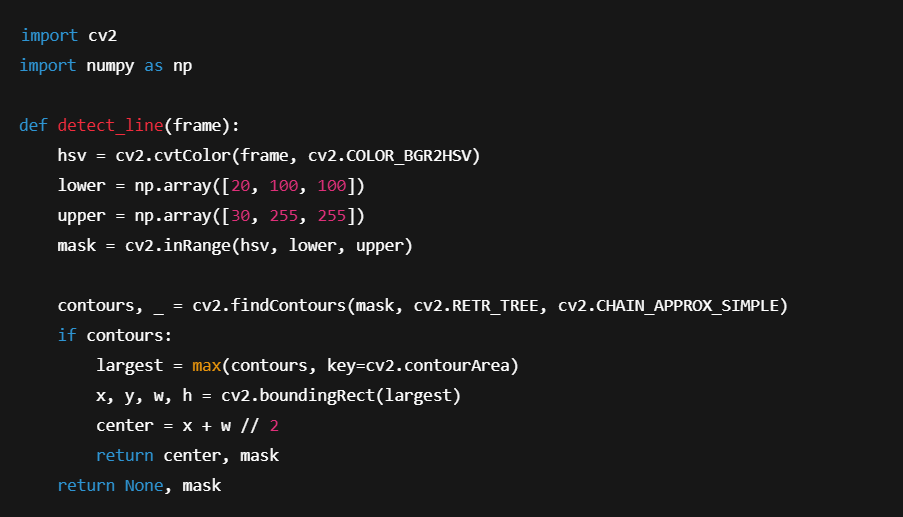 import cv2
import numpy as np

def detect_line(frame):
    hsv = cv2.cvtColor(frame, cv2.COLOR_BGR2HSV)
    lower = np.array([20, 100, 100])
    upper = np.array([30, 255, 255])
    mask = cv2.inRange(hsv, lower, upper)

    contours, _ = cv2.findContours(mask, cv2.RETR_TREE, cv2.CHAIN_APPROX_SIMPLE)
    if contours:
        largest = max(contours, key=cv2.contourArea)
        x, y, w, h = cv2.boundingRect(largest)
        center = x + w // 2
        return center, mask
    return None, mask